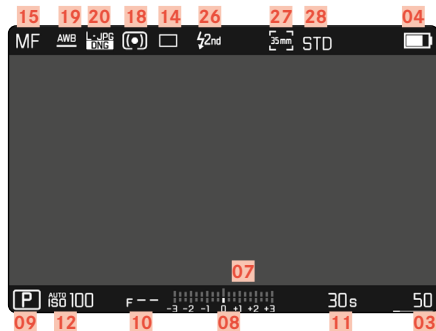 15 19 20 18 14 26 27 28 04
MF AWB L-JPG DNG 2nd 35mm STD
07
P AUTO ISO 100 F-- -3 -2 -1 0 +1 +2 +3 30s 50
09 12 10 08 11 03